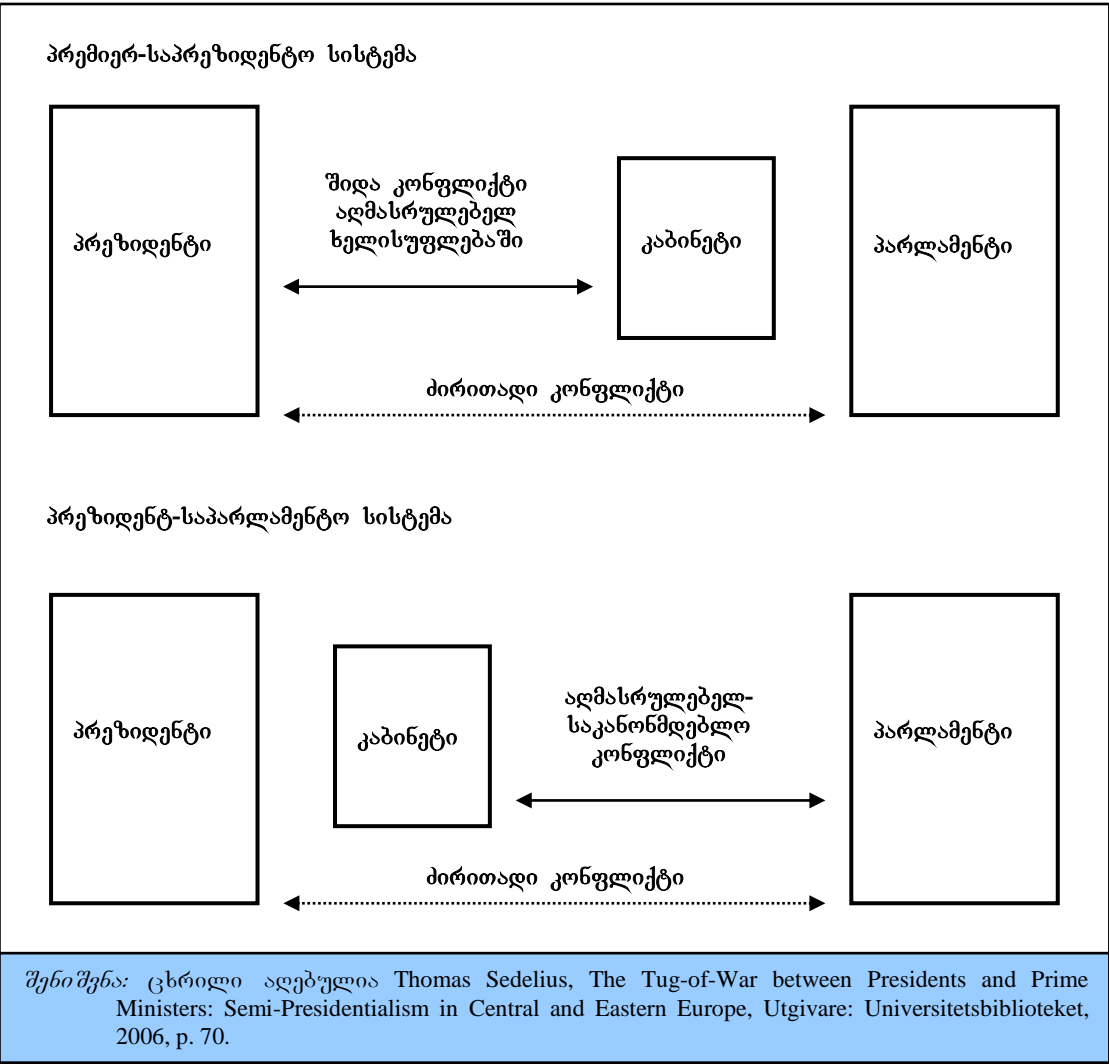 პრემიერ-საპრეზიდენტო სისტემა
პრეზიდენტი
შიდა კონფლიქტი
აღმასრულებელ
ხელისუფლებაში
კაბინეტი
პარლამენტი
ძირითადი კონფლიქტი
პრეზიდენტ-საპარლამენტო სისტემა
პრეზიდენტი
კაბინეტი
აღმასრულებელ-
საკანონმდებლო
კონფლიქტი
პარლამენტი
ძირითადი კონფლიქტი
შენიშვნა: ცხრილი აღებულია Thomas Sedelius, The Tug-of-War between Presidents and Prime
Ministers: Semi-Presidentialism in Central and Eastern Europe, Utgivare: Universitetsbiblioteket,
2006, p. 70.